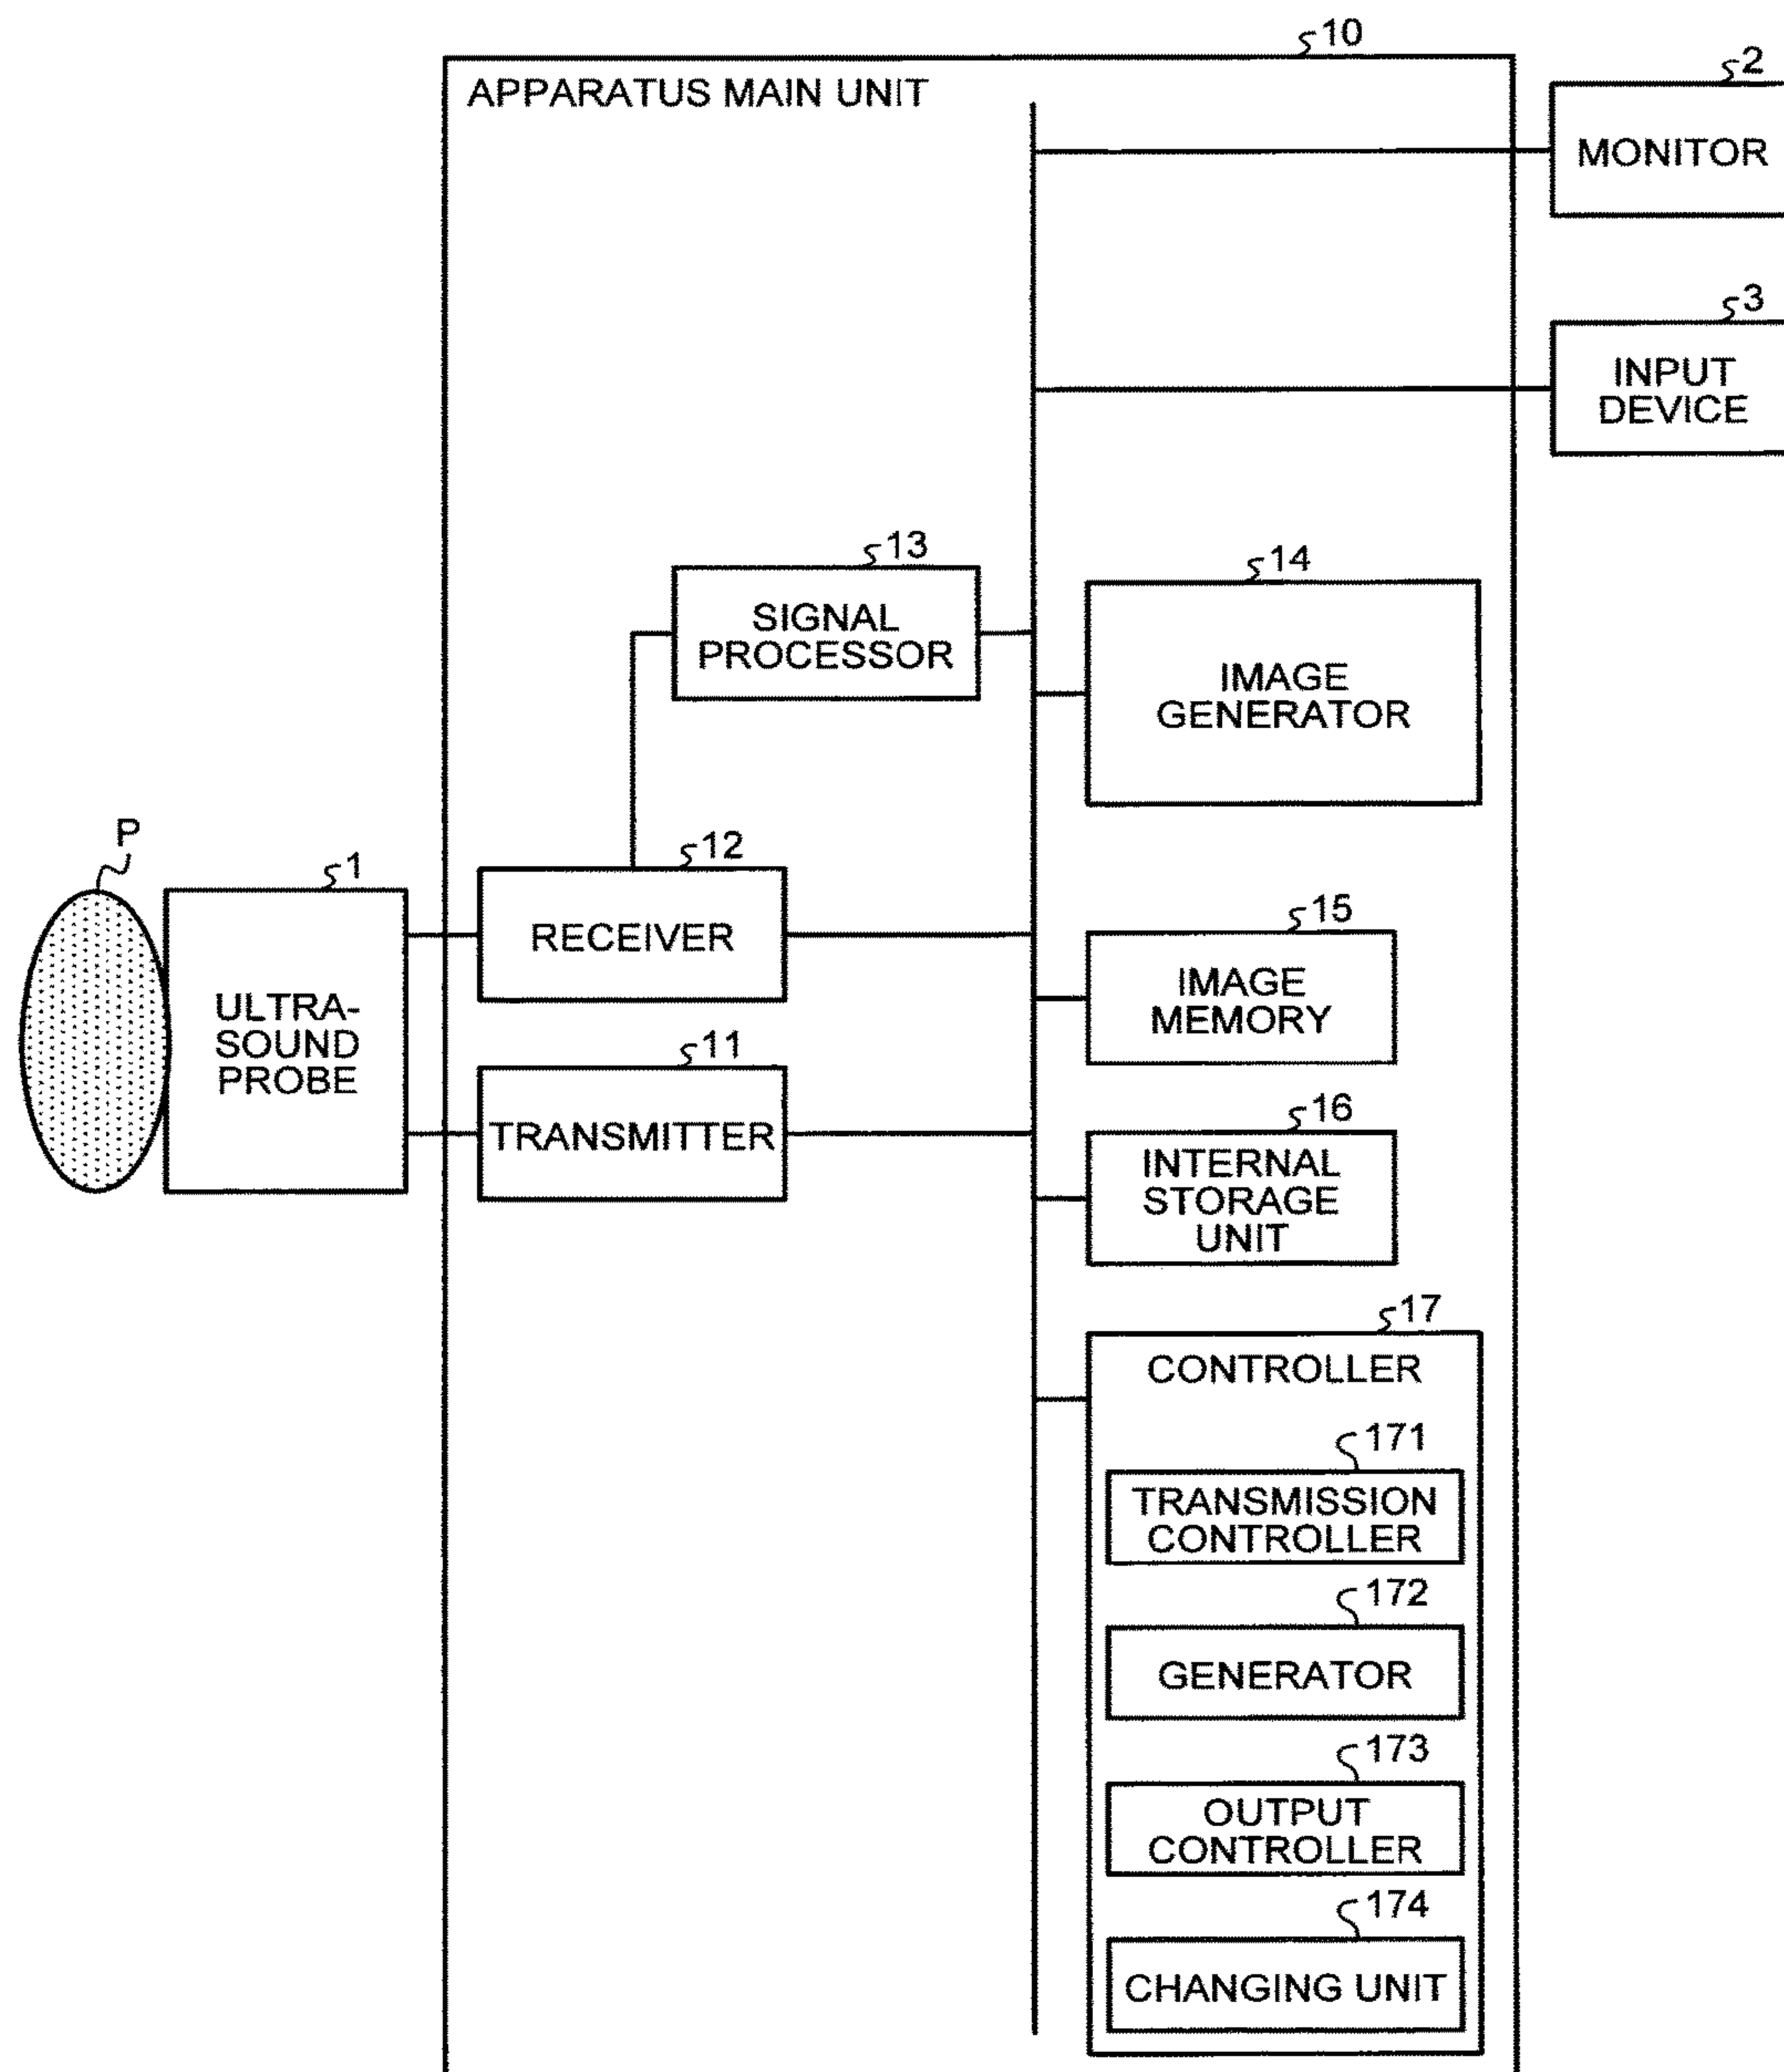 10
APPARATUS MAIN UNIT
2
MONITOR
3
INPUT
DEVICE
13
SIGNAL
PROCESSOR
14
IMAGE
GENERATOR
P
1
ULTRA-
SOUND
PROBE
12
RECEIVER
11
TRANSMITTER
15
IMAGE
MEMORY
16
INTERNAL
STORAGE
UNIT
17
CONTROLLER
171
TRANSMISSION
CONTROLLER
172
GENERATOR
173
OUTPUT
CONTROLLER
174
CHANGING UNIT